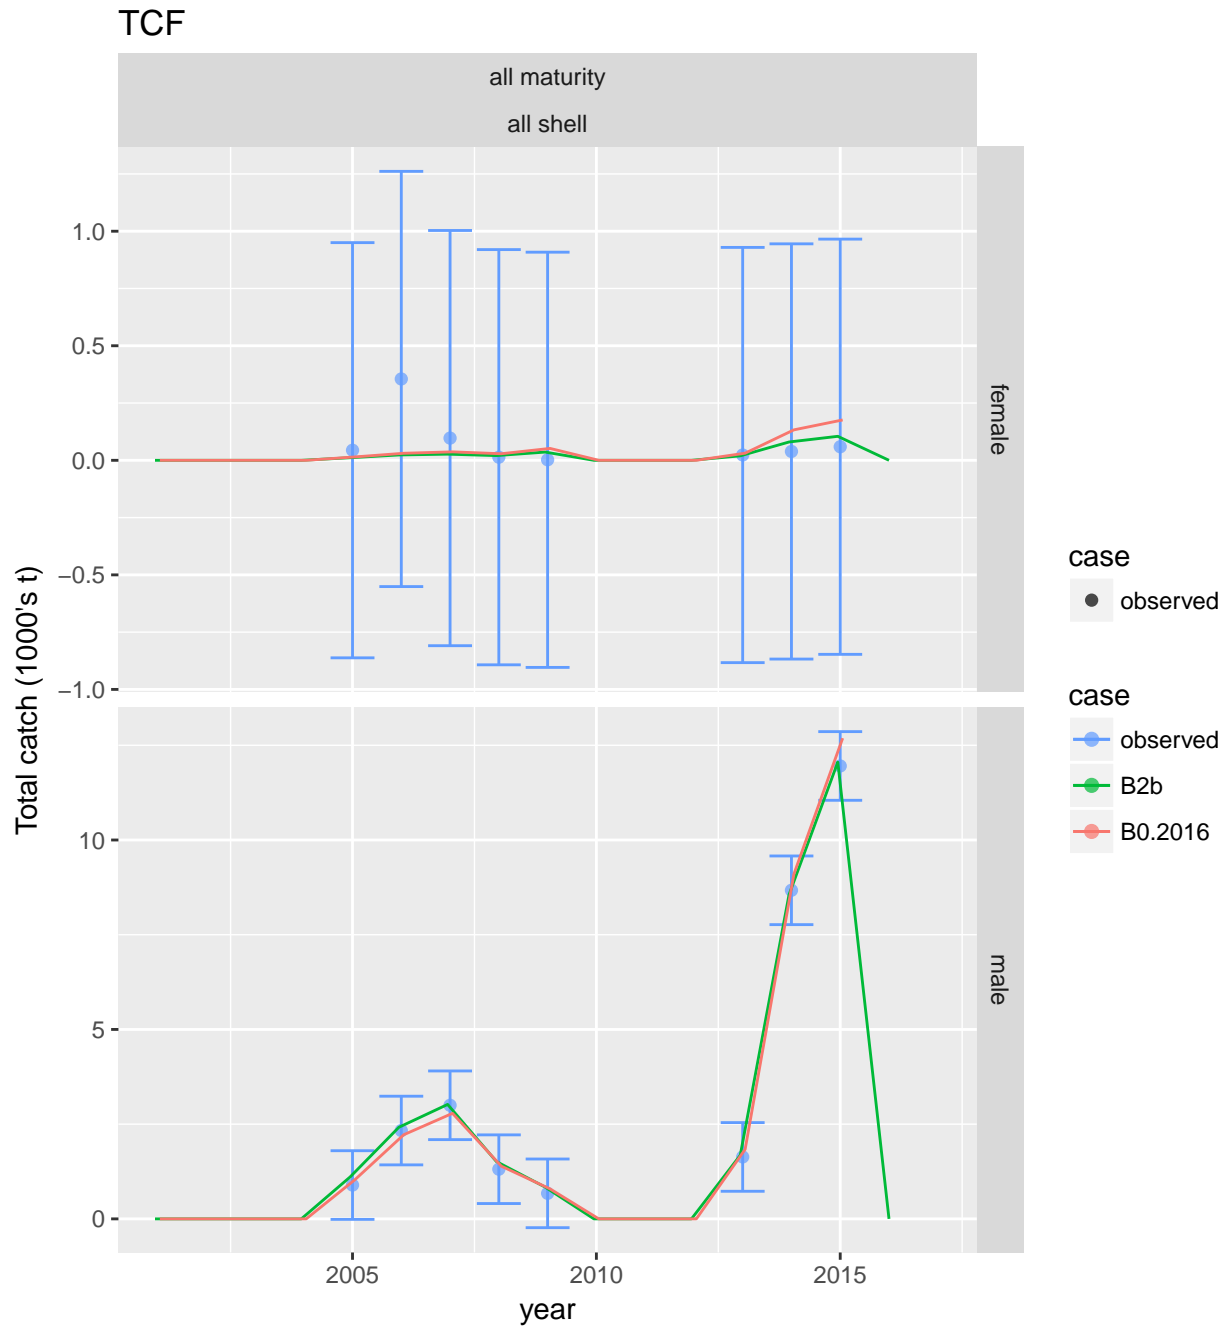 TCF
all maturity
all shell
female
1.0
0.5
0.0
−0.5
−1.0
male
10
5
0
2005
2010
2015
year
Total catch (1000's t)
case
observed
case
observed
B2b
B0.2016